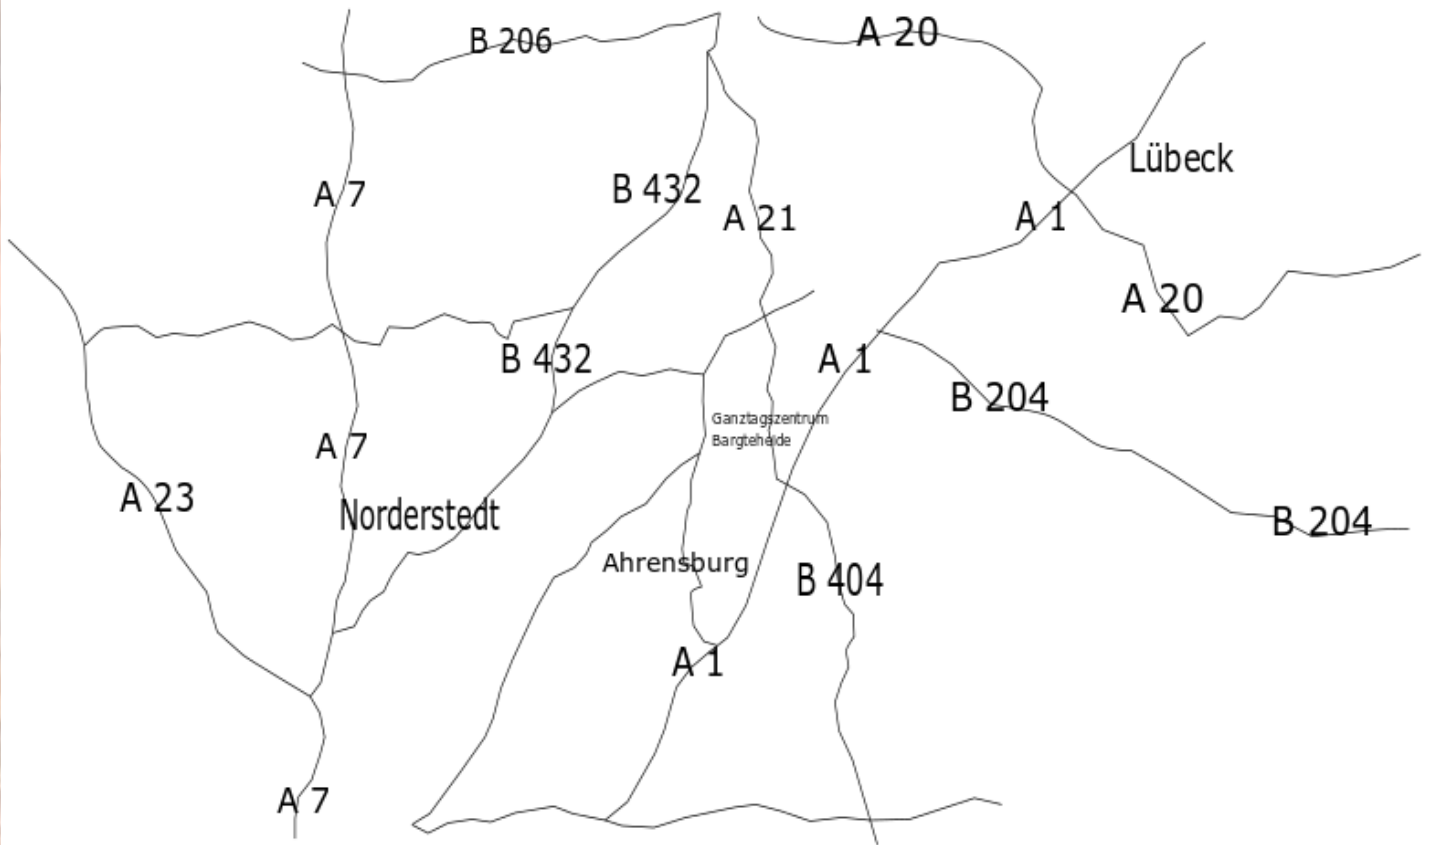 A 20
B 206
Lübeck
A 7
B 432
A 21
A 1
A 20
B 432
A 1
B 204
Ganztagszentrum
Bargteheide
A 7
A 23
Norderstedt
B 204
Ahrensburg
B 404
A 1
A 7